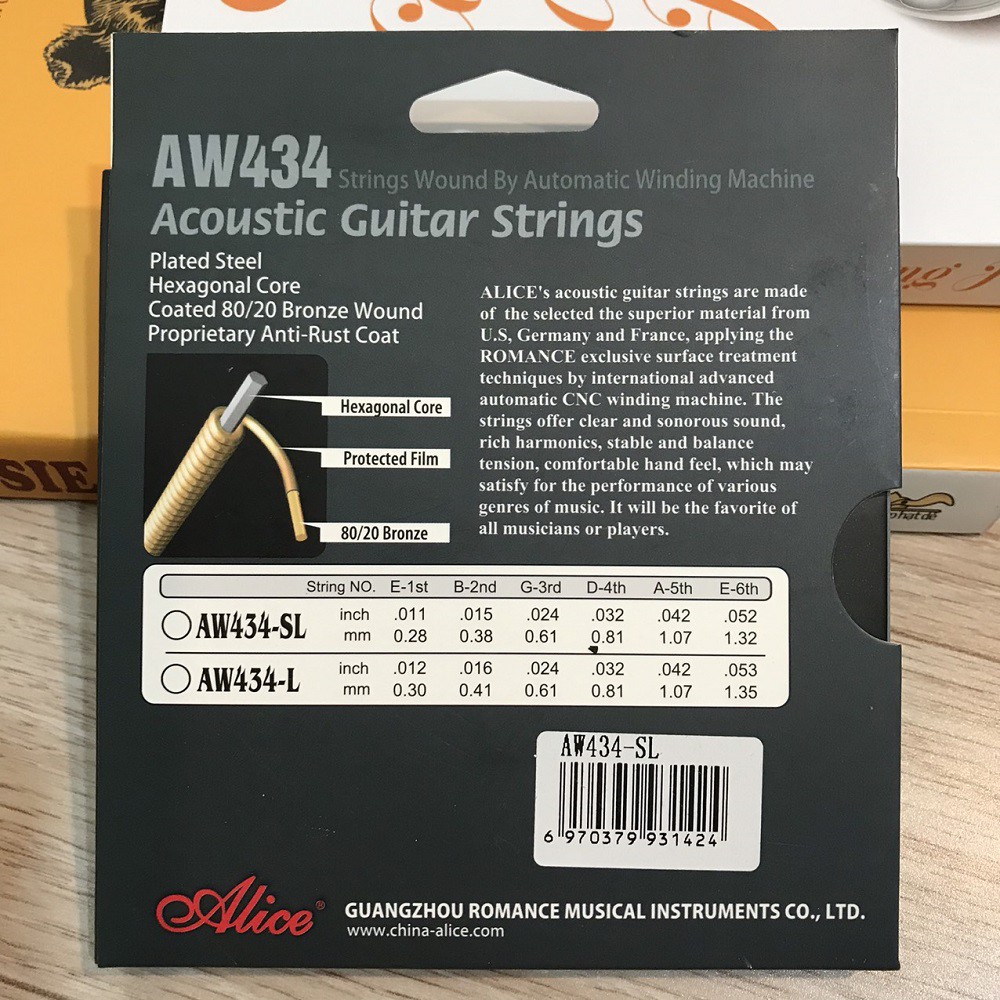 AW434 Strings Wound By Automatic Winding Machine
Acoustic Guitar Strings
Plated Steel
Hexagonal Core
Coated 80/20 Bronze Wound
Proprietary Anti-Rust Coat
ALICE's acoustic guitar strings are made
of the selected the superior material from
U.S, Germany and France, applying the
ROMANCE exclusive surface treatment
techniques by international advanced
automatic CNC winding machine. The
strings offer clear and sonorous sound,
rich harmonics, stable and balance
tension, comfortable hand feel, which may
satisfy for the performance of various
genres of music. It will be the favorite of
all musicians or players.
Hexagonal Core
Protected Film
80/20 Bronze
String NO. E-1st B-2nd G-3rd D-4th A-5th E-6th
AW434-SL
inch .011 .015 .024 .032 .042 .052
mm 0.28 0.38 0.61 0.81 1.07 1.32
AW434-L
inch .012 .016 .024 .032 .042 .053
mm 0.30 0.41 0.61 0.81 1.07 1.35
AW434-SL
6 970379 931424
Alice®
GUANGZHOU ROMANCE MUSICAL INSTRUMENTS CO., LTD.
www.china-alice.com